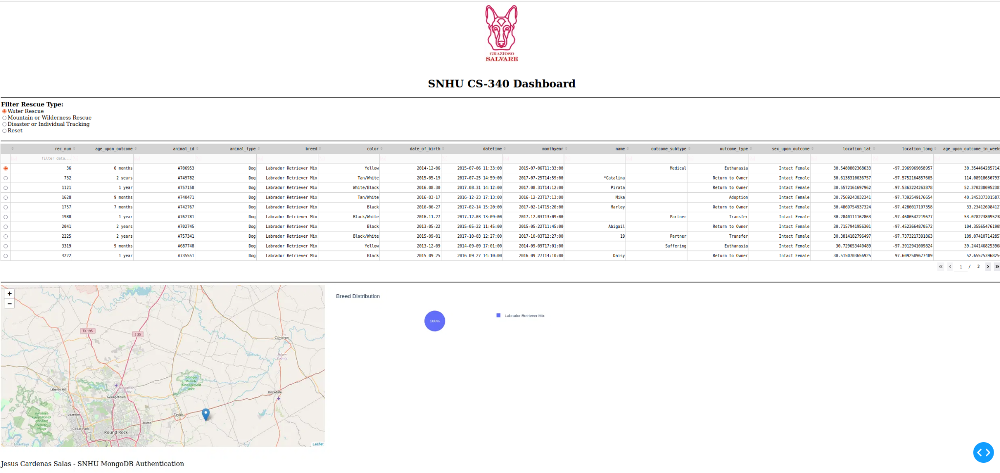 GRAZIOSO
SALVARE
SNHU CS-340 Dashboard
Filter Rescue Type:
Water Rescue
Mountain or Wilderness Rescue
Disaster or Individual Tracking
Reset
rec_num age_upon_outcome animal_id animal_type breed color date_of_birth datetime monthyear name outcome_subtype outcome_type sex_upon_outcome location_lat location_long age_upon_outcome_in_weeks
filter data...
36 6 months A706953 Dog Labrador Retriever Mix Yellow 2014-12-06 2015-07-06 11:33:00 2015-07-06T11:33:00 Medical Euthanasia Intact Female 30.5480802368633 -97.2969969058957 30.3544642857142
732 2 years A749782 Dog Labrador Retriever Mix Tan/White 2015-05-19 2017-07-25 14:59:00 2017-07-25T14:59:00 *Catalina Return to Owner Intact Female 30.6138310636757 -97.5752164857665 114.089186507937
1121 1 year A757158 Dog Labrador Retriever Mix White/Black 2016-08-30 2017-08-31 14:12:00 2017-08-31T14:12:00 Pirata Return to Owner Intact Female 30.5572161697962 -97.5363224263878 52.3702380952381
1628 9 months A740471 Dog Labrador Retriever Mix Tan/White 2016-03-17 2016-12-23 17:13:00 2016-12-23T17:13:00 Mika Adoption Intact Female 30.7569243032341 -97.7392549176654 40.2453373015873
1757 7 months A742767 Dog Labrador Retriever Mix Black 2016-06-27 2017-02-14 15:20:00 2017-02-14T15:20:00 Marley Return to Owner Intact Female 30.4869754937324 -97.4280017197358 33.234126984127
1988 1 year A762781 Dog Labrador Retriever Mix Black/White 2016-11-27 2017-12-03 13:09:00 2017-12-03T13:09:00 Partner Transfer Intact Female 30.2840111162863 -97.4600542219677 53.0782738095238
2041 2 years A702745 Dog Labrador Retriever Mix Black 2013-05-22 2015-05-22 11:45:00 2015-05-22T11:45:00 Abigail Return to Owner Intact Female 30.7157941956301 -97.4523664870572 104.355654761905
2225 2 years A757341 Dog Labrador Retriever Mix Black/White 2015-09-01 2017-10-03 12:27:00 2017-10-03T12:27:00 19 Partner Transfer Intact Female 30.3814182796497 -97.7373217391863 109.074107142857
3319 9 months A687748 Dog Labrador Retriever Mix Yellow 2013-12-09 2014-09-09 17:01:00 2014-09-09T17:01:00 Suffering Euthanasia Intact Female 30.729653440489 -97.3912941009824 39.2441468253968
4222 1 year A735551 Dog Labrador Retriever Mix Black 2015-09-25 2016-09-27 14:10:00 2016-09-27T14:10:00 Daisy Return to Owner Intact Female 30.5150703656925 -97.6092589677489 52.655753968254
1 / 2
+
−
TX 195
I 35
Cameron
Milam
County
Granger
Wildlife
Management
Area
Liberty Hill
Williamson
County
Georgetown
Rockdale
Leander
Taylor
Balcones
Canyonlands
National
Wildlife
Refuge
Hutto
Cedar Park
Round Rock
Lake Travis
Leaflet
Breed Distribution
100%
Labrador Retriever Mix
Jesus Cardenas Salas - SNHU MongoDB Authentication